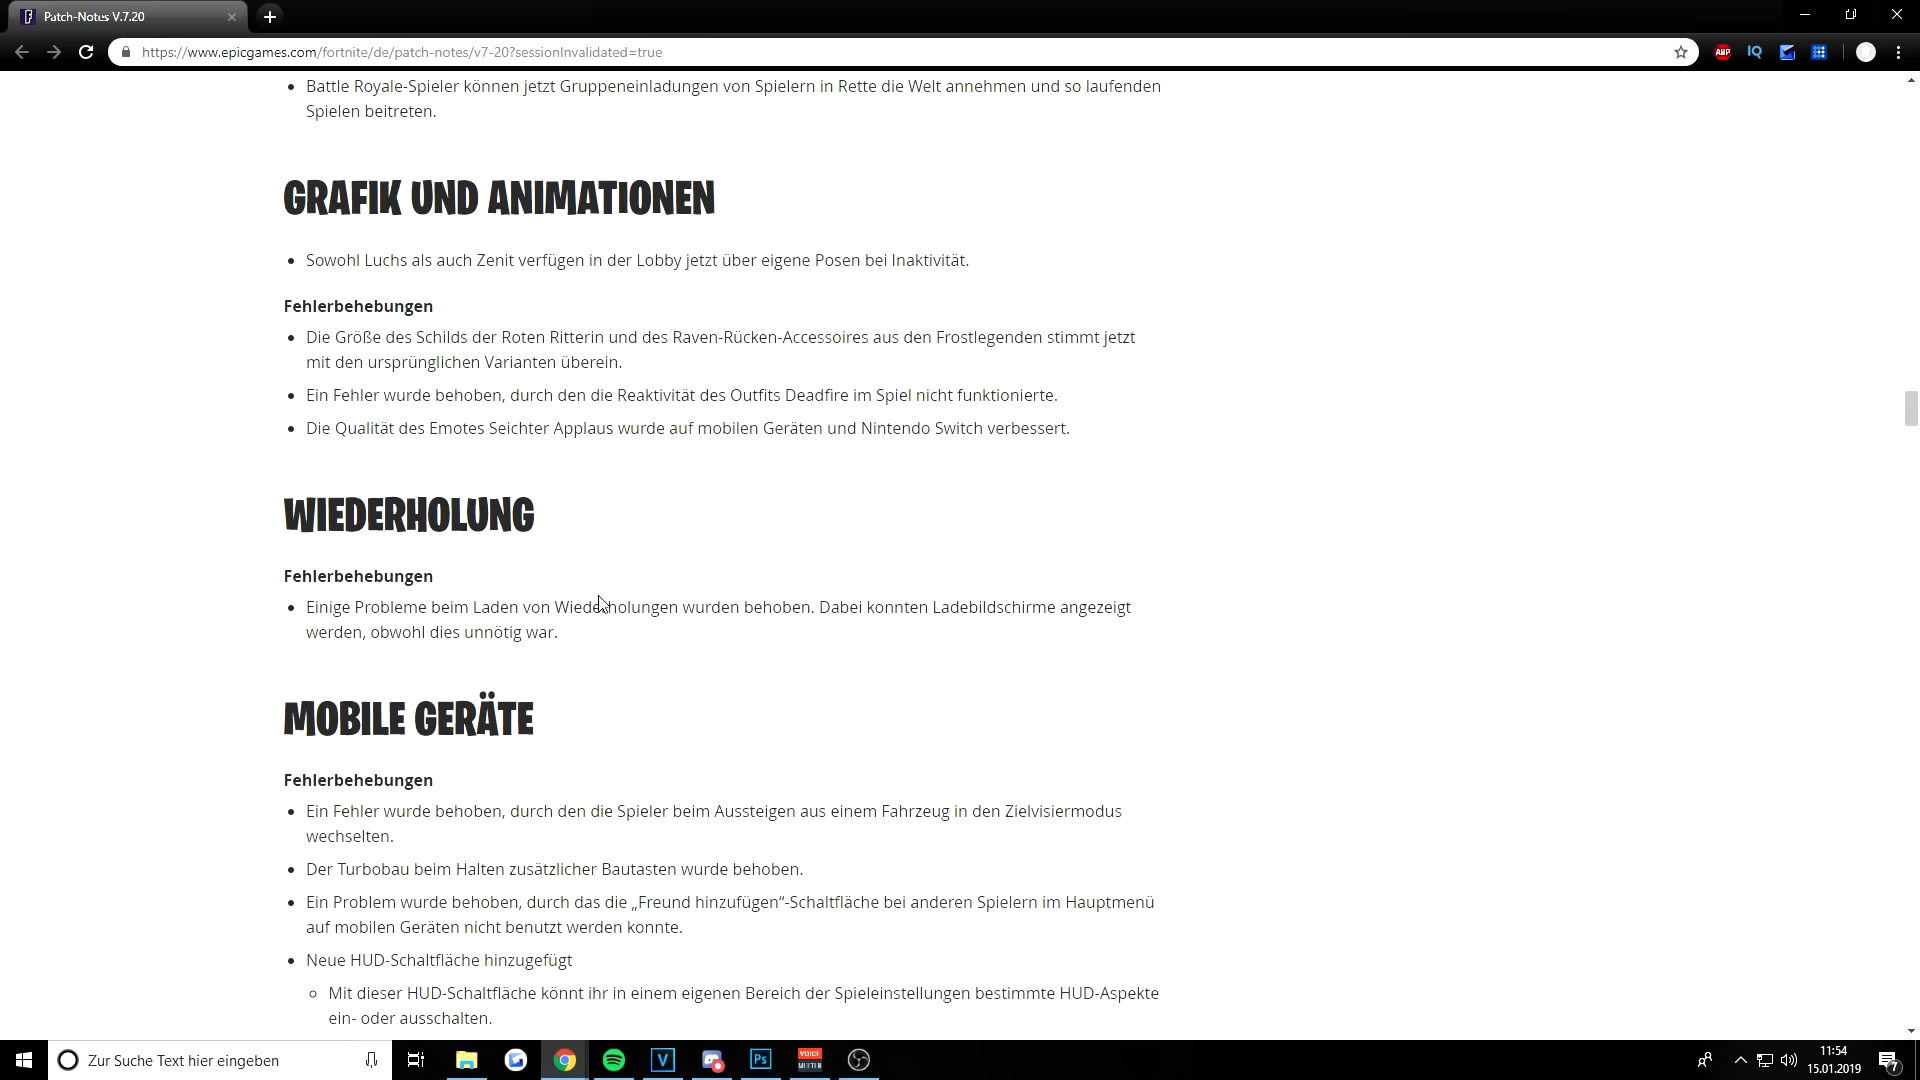 Patch-Notes V.7.20
https://www.epicgames.com/fortnite/de/patch-notes/v7-20?sessionInvalidated=true
ABP
IQ
Battle Royale-Spieler können jetzt Gruppeneinladungen von Spielern in Rette die Welt annehmen und so laufenden
Spielen beitreten.
GRAFIK UND ANIMATIONEN
Sowohl Luchs als auch Zenit verfügen in der Lobby jetzt über eigene Posen bei Inaktivität.
Fehlerbehebungen
Die Größe des Schilds der Roten Ritterin und des Raven-Rücken-Accessoires aus den Frostlegenden stimmt jetzt
mit den ursprünglichen Varianten überein.
Ein Fehler wurde behoben, durch den die Reaktivität des Outfits Deadfire im Spiel nicht funktionierte.
Die Qualität des Emotes Seichter Applaus wurde auf mobilen Geräten und Nintendo Switch verbessert.
WIEDERHOLUNG
Fehlerbehebungen
Einige Probleme beim Laden von Wiederholungen wurden behoben. Dabei konnten Ladebildschirme angezeigt
werden, obwohl dies unnötig war.
MOBILE GERÄTE
Fehlerbehebungen
Ein Fehler wurde behoben, durch den die Spieler beim Aussteigen aus einem Fahrzeug in den Zielvisiermodus
wechselten.
Der Turbobau beim Halten zusätzlicher Bautasten wurde behoben.
Ein Problem wurde behoben, durch das die „Freund hinzufügen“-Schaltfläche bei anderen Spielern im Hauptmenü
auf mobilen Geräten nicht benutzt werden konnte.
Neue HUD-Schaltfläche hinzugefügt
Mit dieser HUD-Schaltfläche könnt ihr in einem eigenen Bereich der Spieleinstellungen bestimmte HUD-Aspekte
ein- oder ausschalten.
Zur Suche Text hier eingeben
V
Ps
VOICE
11:54
15.01.2019
7